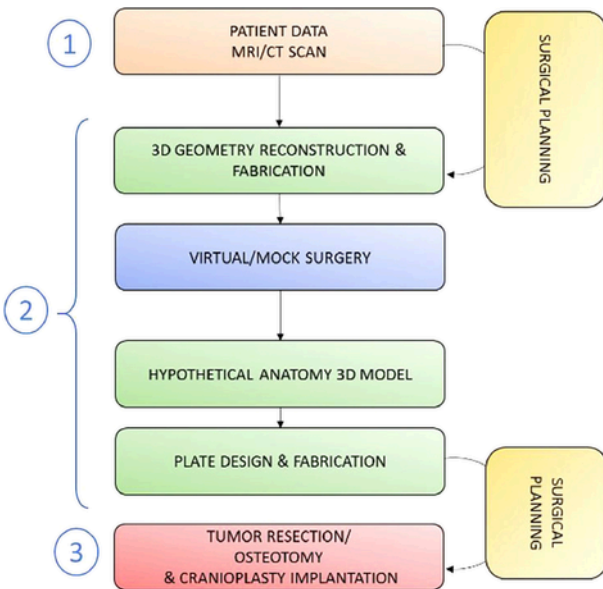 1
PATIENT DATA
MRI/CT SCAN
SURGICAL PLANNING
2
3D GEOMETRY RECONSTRUCTION &
FABRICATION
VIRTUAL/MOCK SURGERY
HYPOTHETICAL ANATOMY 3D MODEL
PLATE DESIGN & FABRICATION
SURGICAL
PLANNING
3
TUMOR RESECTION/
OSTEOTOMY
& CRANIOPLASTY IMPLANTATION